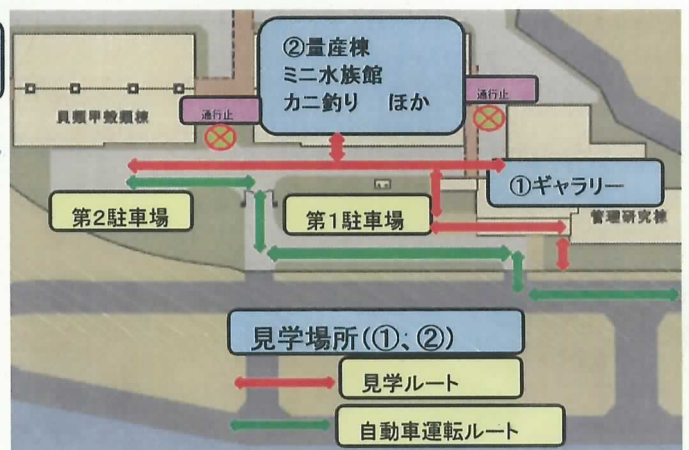 ②量産棟
ミニ水族館
カニ釣り ほか
通行止
通行止
貝類甲殻類棟
①ギャラリー
第2駐車場
第1駐車場
管理研究棟
見学場所(①、②)
見学ルート
自動車運転ルート